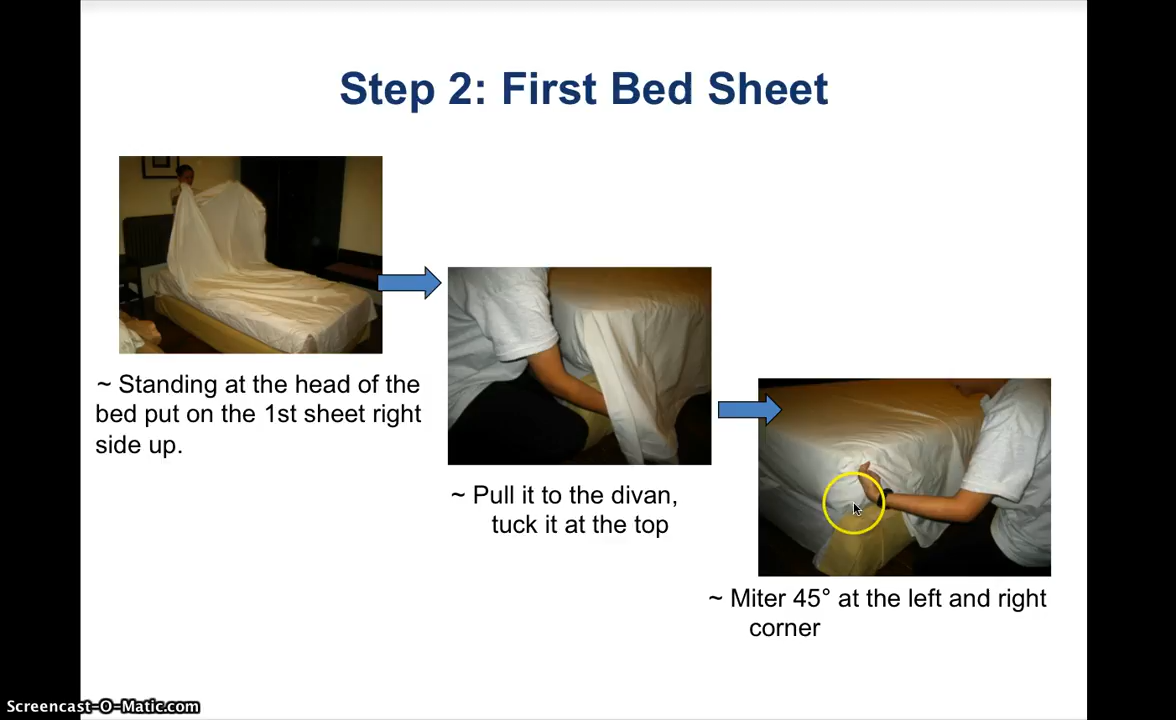 Step 2: First Bed Sheet
~ Standing at the head of the
bed put on the 1st sheet right
side up.
~ Pull it to the divan,
tuck it at the top
~ Miter 45° at the left and right
corner
Screencast-O-Matic.com